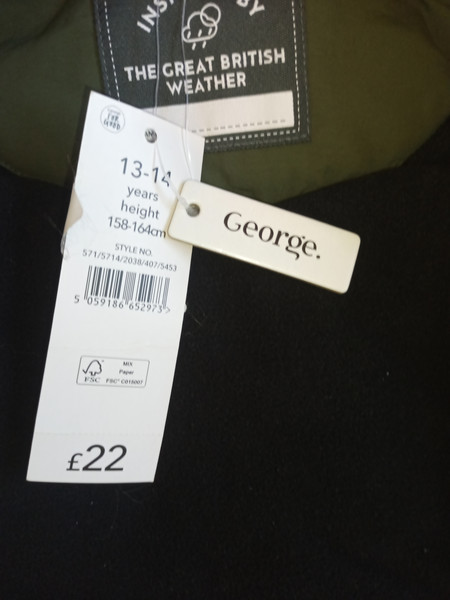 BY
THE GREAT BRITISH
WEATHER
13-14
years
height
158-164cm
STYLE NO.
571/5714/2038/407/5453
5 059186 652973 >
MIX
Paper
FSC
FSC® C018007
£22
George.